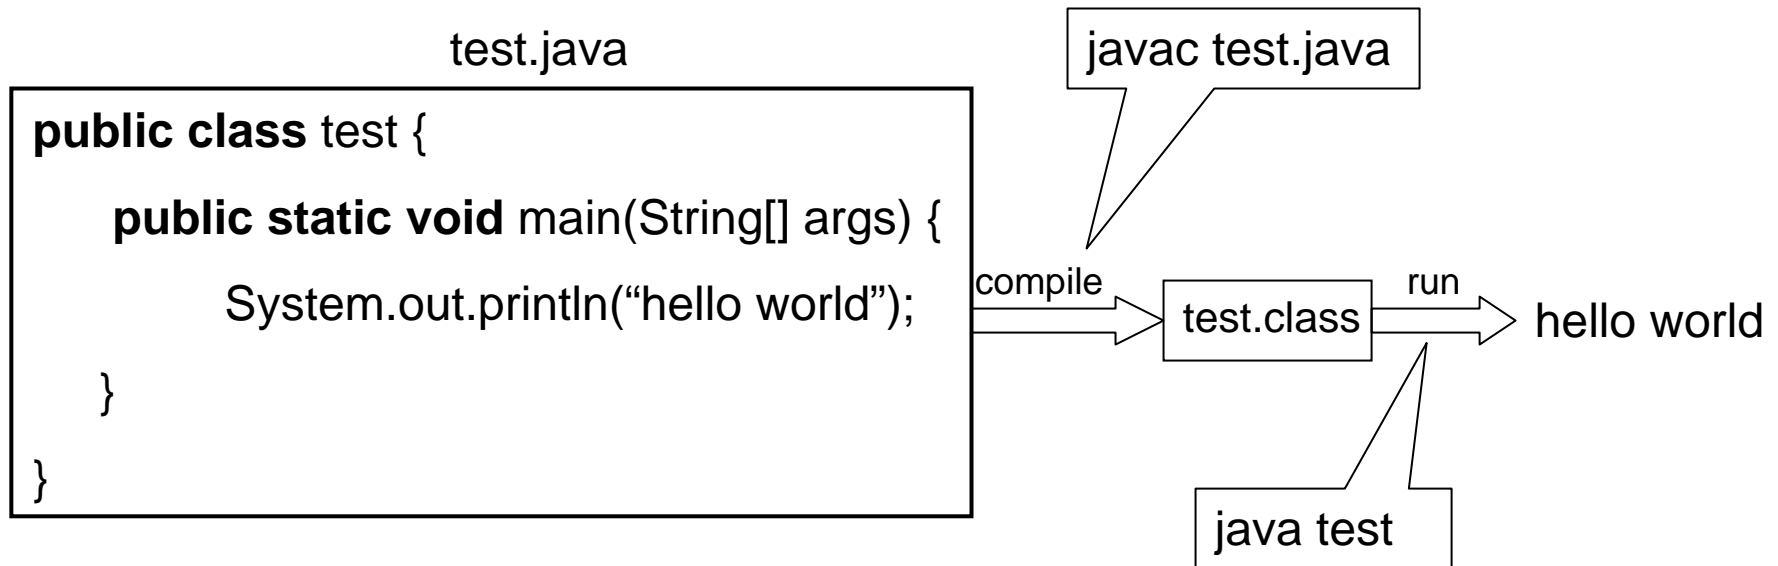 test.java
public class test {
public static void main(String[] args) {
System.out.println(“hello world”);
}
}
javac test.java
compile
test.class
run
hello world
java test